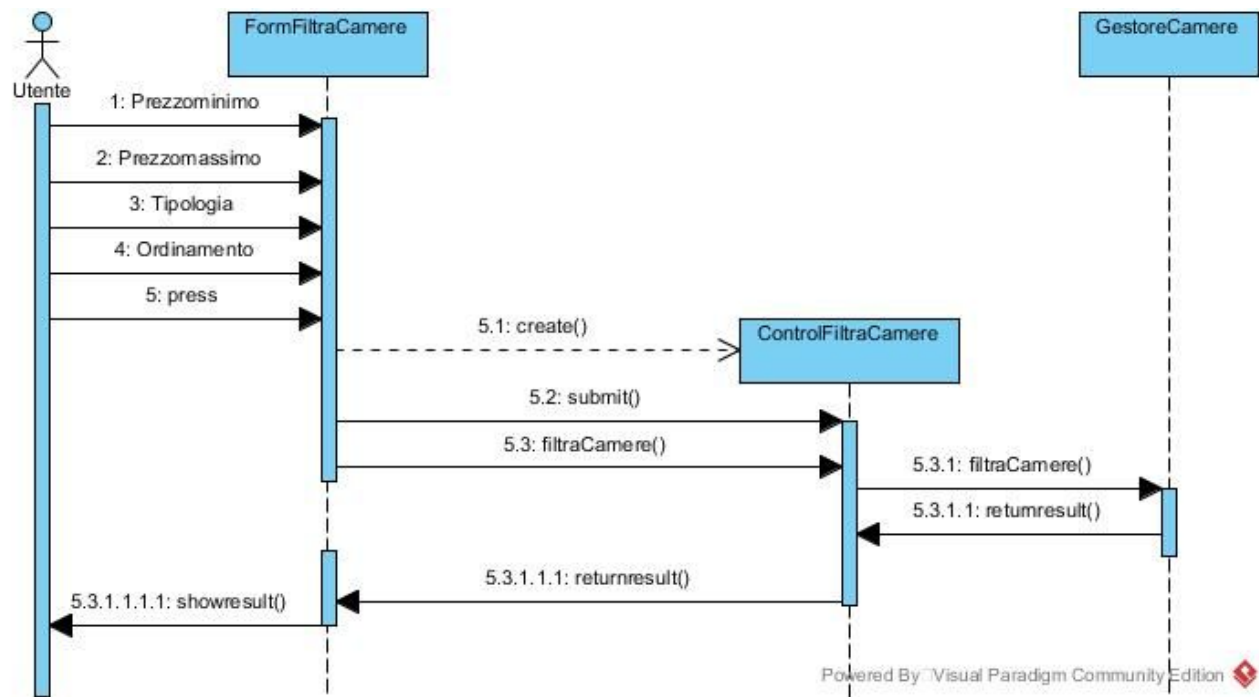 FormFiltraCamere
GestoreCamere
Utente
1: Prezzominimo
2: Prezzomassimo
3: Tipologia
4: Ordinamento
5: press
5.1: create()
ControlFiltraCamere
5.2: submit()
5.3: filtraCamere()
5.3.1: filtraCamere()
5.3.1.1: returnresult()
5.3.1.1.1: returnresult()
5.3.1.1.1.1: showresult()
Powered By Visual Paradigm Community Edition